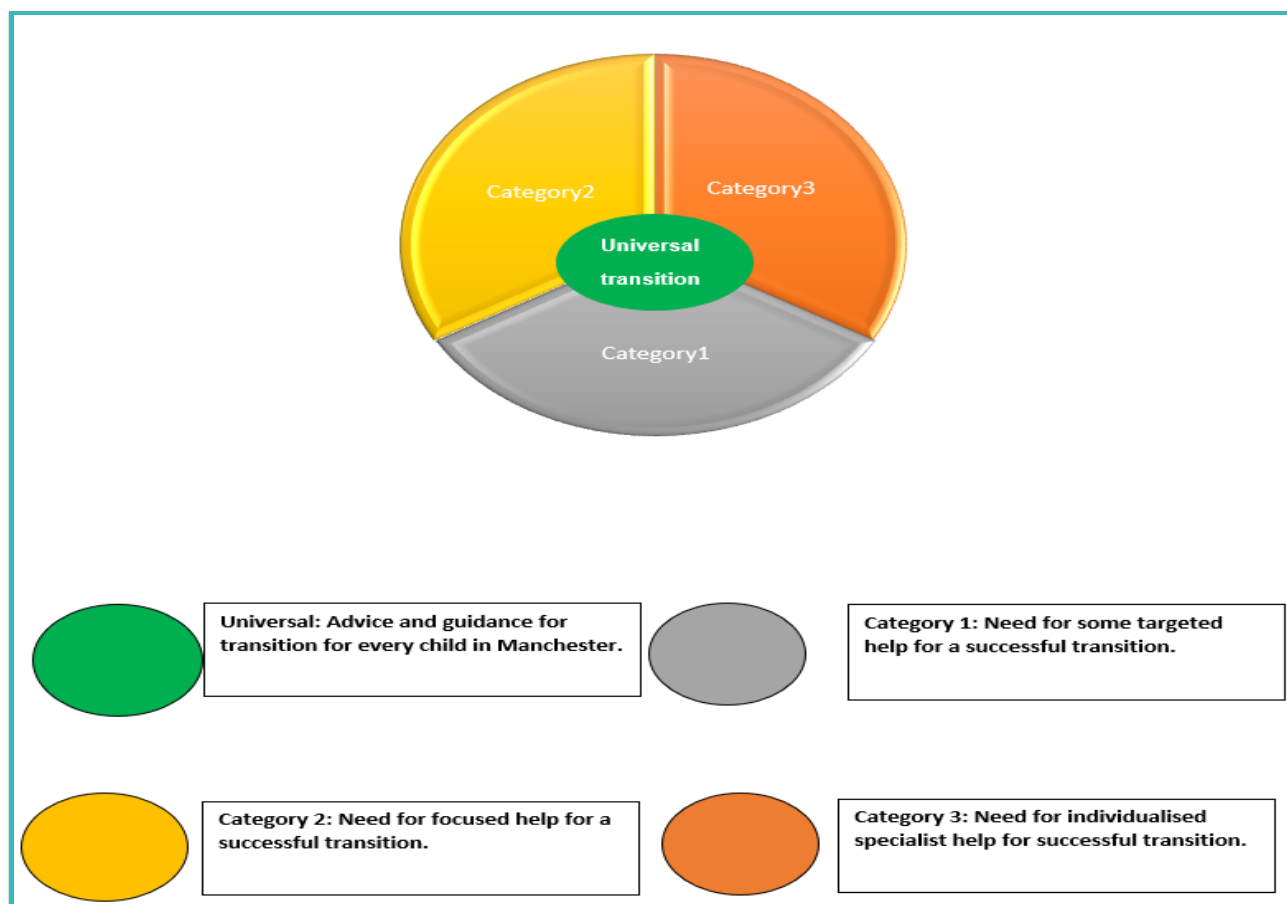 Category2
Category3
Universal
transition
Category1
Universal: Advice and guidance for
transition for every child in Manchester.
Category 1: Need for some targeted
help for a successful transition.
Category 2: Need for focused help for a
successful transition.
Category 3: Need for individualised
specialist help for successful transition.